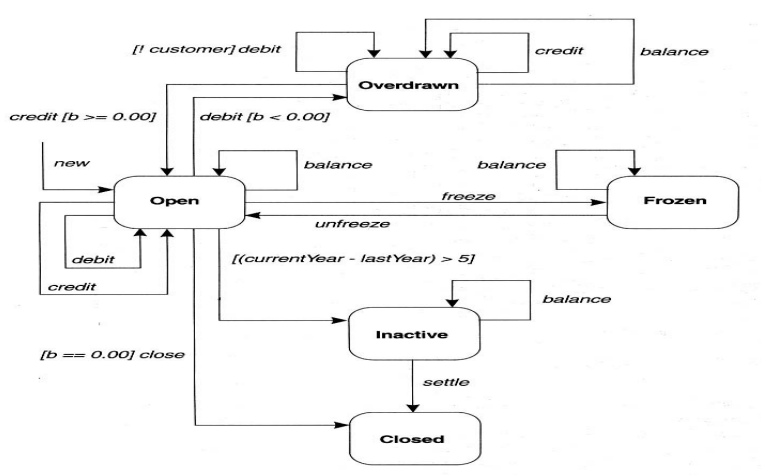 [! customer] debit
credit
balance
Overdrawn
credit [b >= 0.00]
debit [b < 0.00]
new
balance
balance
Open
freeze
Frozen
unfreeze
debit
[(currentYear - lastYear) > 5]
credit
balance
Inactive
[b == 0.00] close
settle
Closed